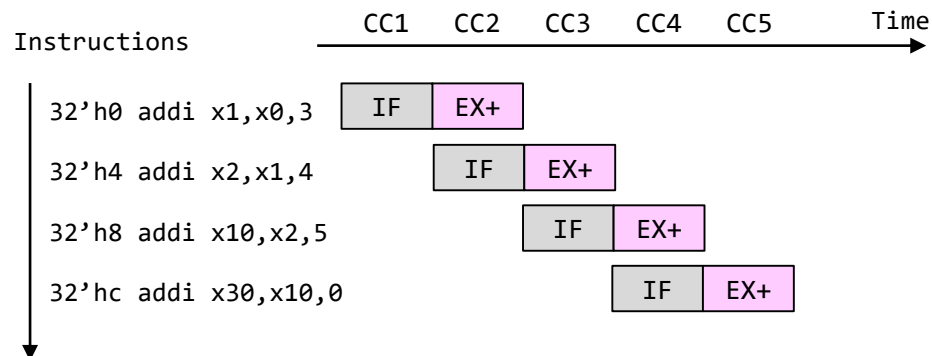 CC1 CC2 CC3 CC4 CC5 Time
Instructions
32’h0 addi x1,x0,3 IF EX+
32’h4 addi x2,x1,4 IF EX+
32’h8 addi x10,x2,5 IF EX+
32’hc addi x30,x10,0 IF EX+